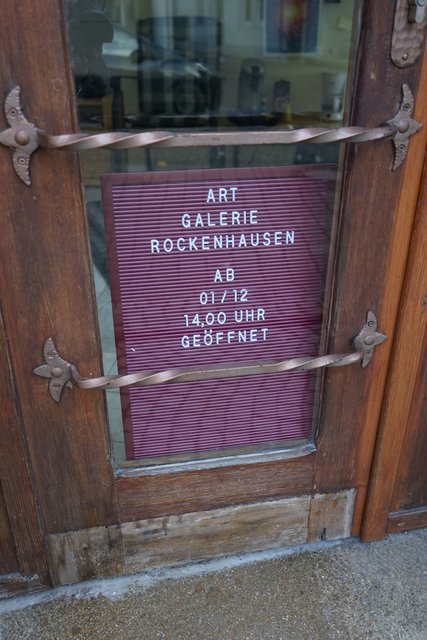 ART
GALERIE
ROCKENHAUSEN
AB
01/12
14,00 UHR
GEÖFFNET